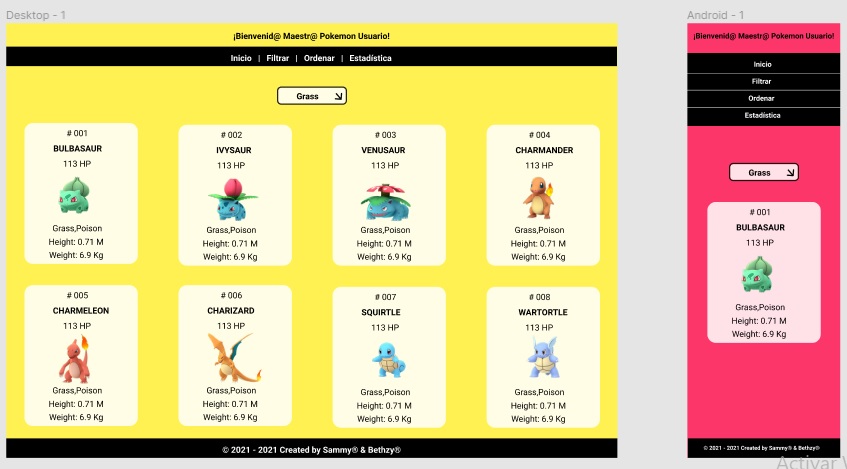 Desktop - 1
¡Bienvenid@ Maestr@ Pokemon Usuario!
Inicio | Filtrar | Ordenar | Estadística
Grass
# 001
BULBASAUR
113 HP
Grass,Poison
Height: 0.71 M
Weight: 6.9 Kg
# 002
IVYSAUR
113 HP
Grass,Poison
Height: 0.71 M
Weight: 6.9 Kg
# 003
VENUSAUR
113 HP
Grass,Poison
Height: 0.71 M
Weight: 6.9 Kg
# 004
CHARMANDER
113 HP
Grass,Poison
Height: 0.71 M
Weight: 6.9 Kg
# 005
CHARMELEON
113 HP
Grass,Poison
Height: 0.71 M
Weight: 6.9 Kg
# 006
CHARIZARD
113 HP
Grass,Poison
Height: 0.71 M
Weight: 6.9 Kg
# 007
SQUIRTLE
113 HP
Grass,Poison
Height: 0.71 M
Weight: 6.9 Kg
# 008
WARTORTLE
113 HP
Grass,Poison
Height: 0.71 M
Weight: 6.9 Kg
© 2021 - 2021 Created by Sammy® & Bethzy®
Android - 1
¡Bienvenid@ Maestr@ Pokemon Usuario!
Inicio
Filtrar
Ordenar
Estadística
Grass
# 001
BULBASAUR
113 HP
Grass,Poison
Height: 0.71 M
Weight: 6.9 Kg
© 2021 - 2021 Created by Sammy® & Bethzy®
Activar